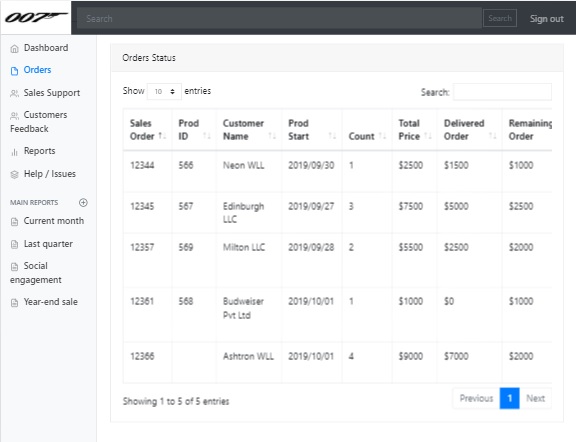 007
Search
Search
Sign out
Dashboard
Orders
Sales Support
Customers
Feedback
Reports
Help / Issues
MAIN REPORTS
Current month
Last quarter
Social
engagement
Year-end sale
Orders Status
Show 10 entries
Search:
Sales Order Prod ID Customer Name Prod Start Count Total Price Delivered Order Remaining Order
12344 566 Neon WLL 2019/09/30 1 $2500 $1500 $1000
12345 567 Edinburgh LLC 2019/09/27 3 $7500 $5000 $2500
12357 569 Milton LLC 2019/09/28 2 $5500 $2500 $2000
12361 568 Budweiser Pvt Ltd 2019/10/01 1 $1000 $0 $1000
12366 Ashtron WLL 2019/10/01 4 $9000 $7000 $2000
Showing 1 to 5 of 5 entries
Previous 1 Next